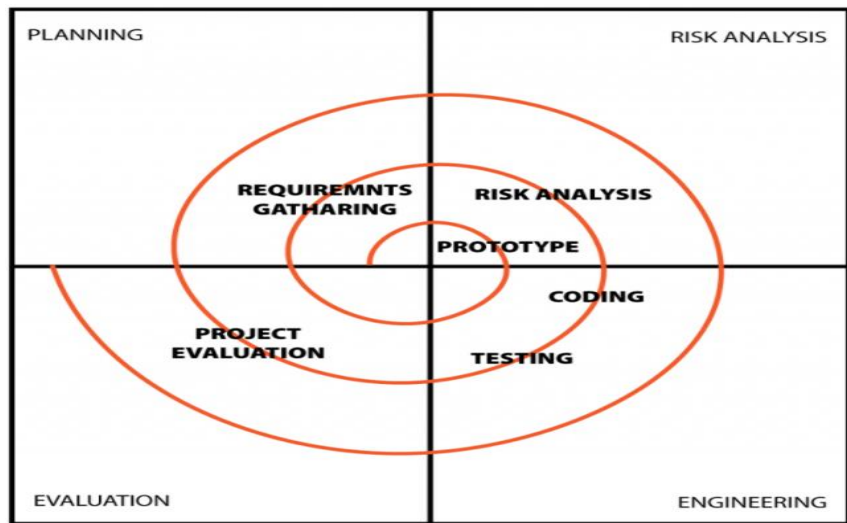 PLANNING
RISK ANALYSIS
REQUIREMNTS
GATHARING
RISK ANALYSIS
PROTOTYPE
CODING
PROJECT
EVALUATION
TESTING
EVALUATION
ENGINEERING